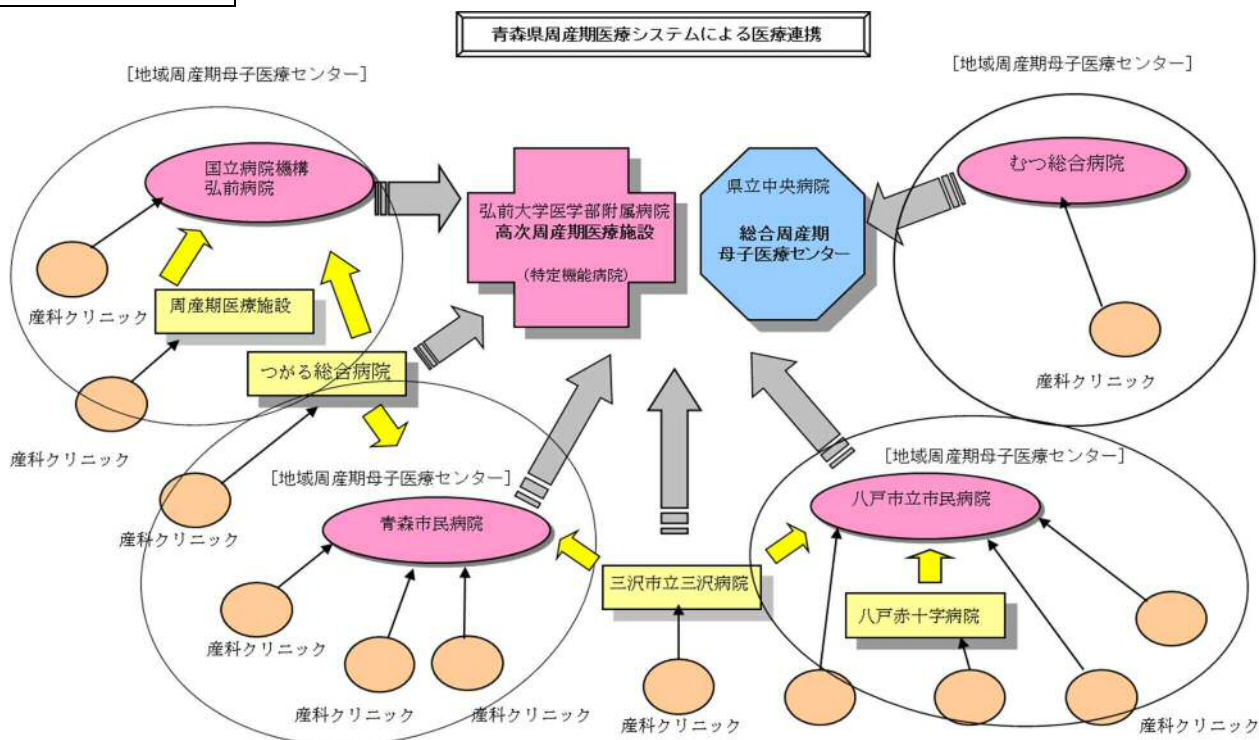 青森県周産期医療システムによる医療連携
[地域周産期母子医療センター]
[地域周産期母子医療センター]
国立病院機構
弘前病院
弘前大学医学部附属病院
高次周産期医療施設
(特定機能病院)
県立中央病院
総合周産期
母子医療センター
むつ総合病院
産科クリニック
周産期医療施設
つがる総合病院
産科クリニック
産科クリニック
[地域周産期母子医療センター]
[地域周産期母子医療センター]
青森市民病院
八戸市立市民病院
産科クリニック
三沢市立三沢病院
八戸赤十字病院
産科クリニック
産科クリニック
産科クリニック
産科クリニック
産科クリニック